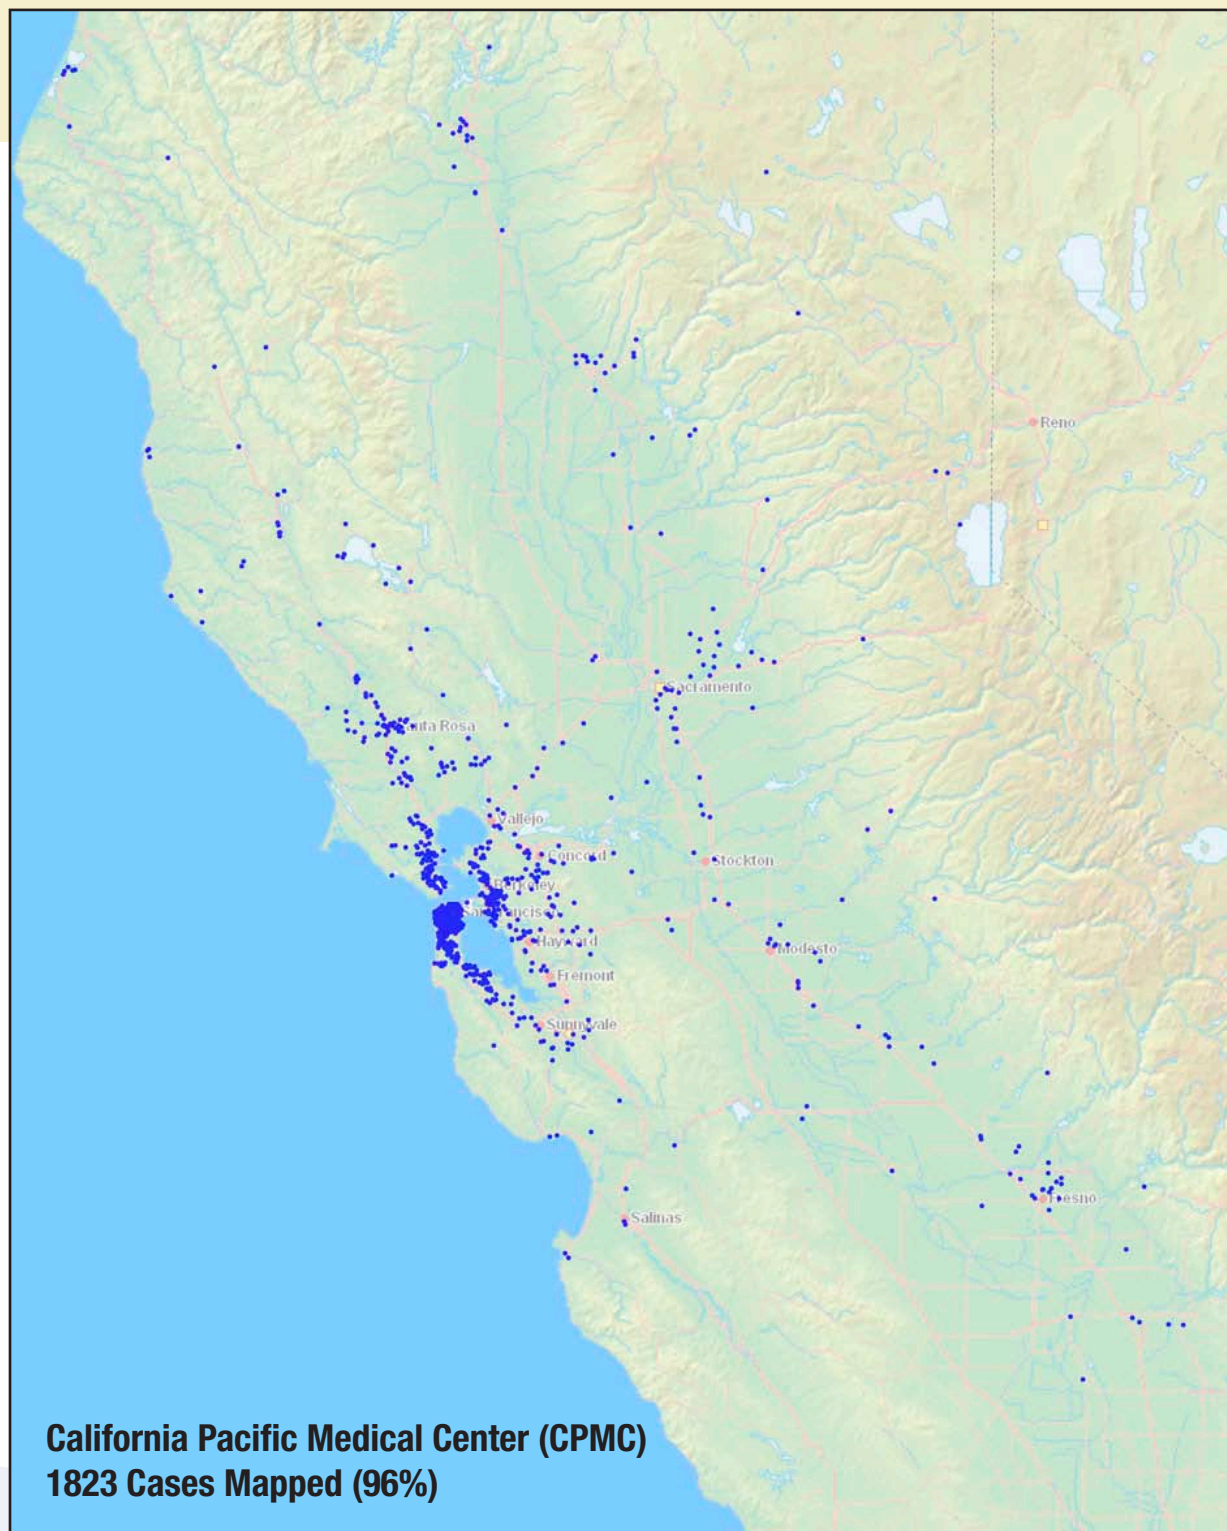 Reno
Sacramento
Santa Rosa
Vallejo
Concord
Stockton
Berkeley
San Francisco
Hayward
Modesto
Fremont
Sunnyvale
Fresno
Salinas
California Pacific Medical Center (CPMC)
1823 Cases Mapped (96%)